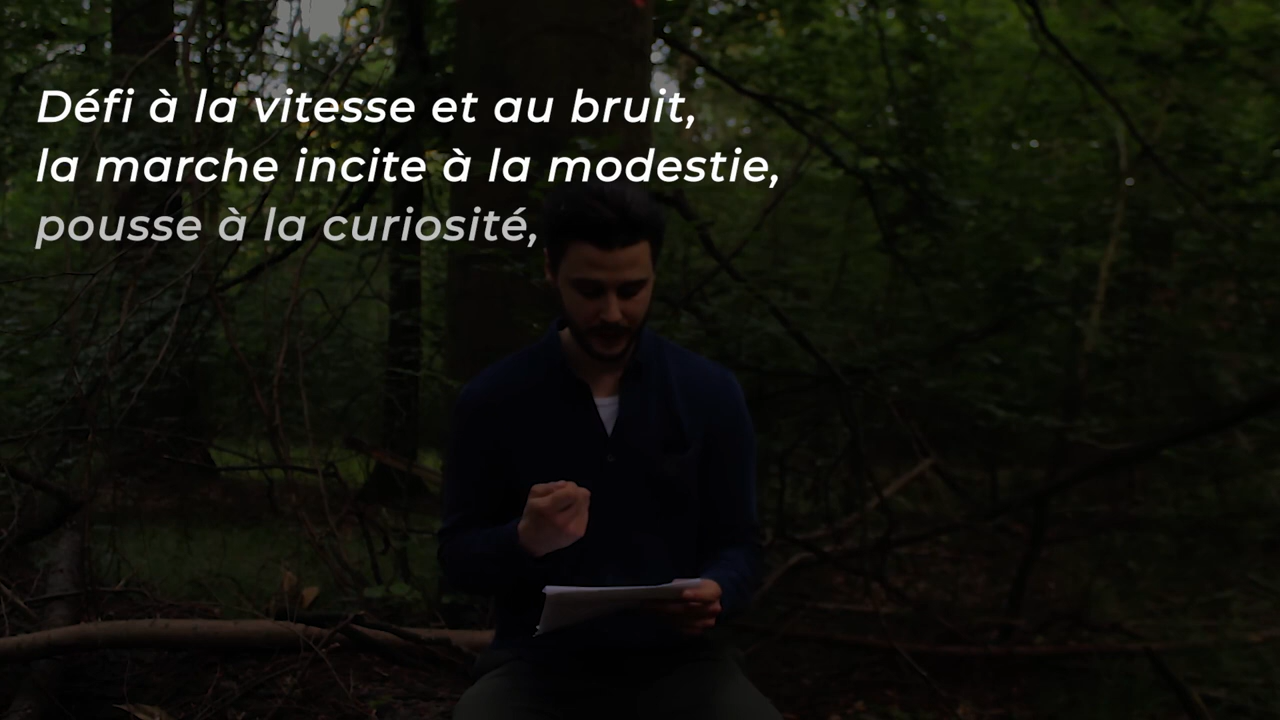 Défi à la vitesse et au bruit,
la marche incite à la modestie,
pousse à la curiosité,